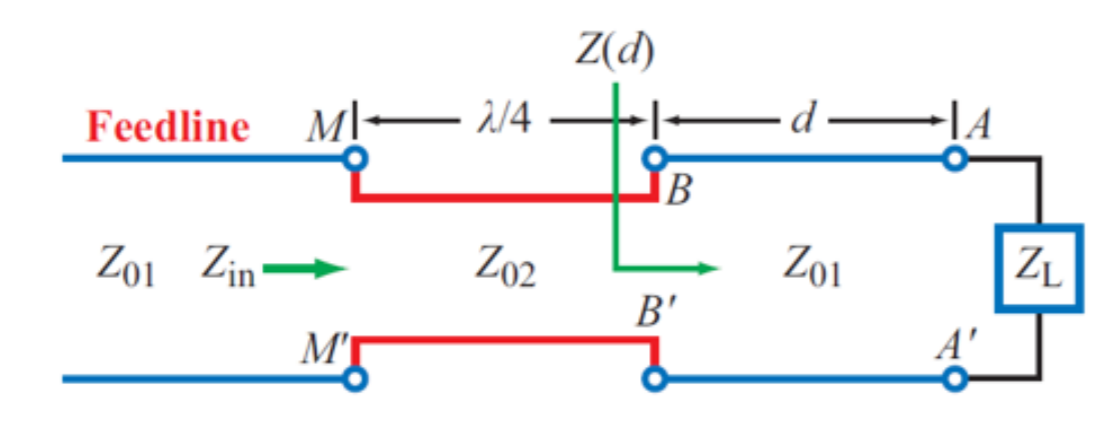 Z(d)
Feedline M λ/4 d A
B
Z01 Zin Z02 Z01 ZL
B′
M′ A′